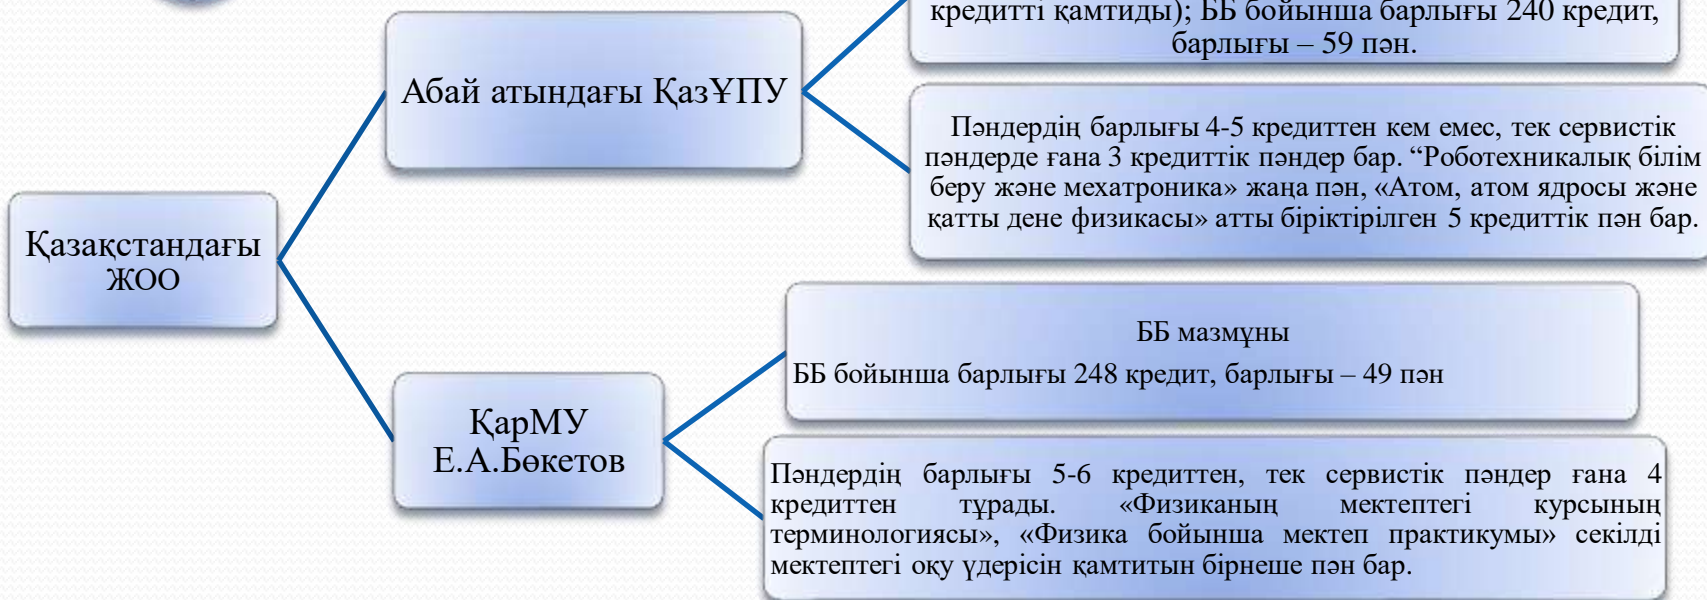 кредитті қамтиды); ББ бойынша барлығы 240 кредит,
барлығы – 59 пән.
Абай атындағы ҚазҰПУ
Пәндердің барлығы 4-5 кредиттен кем емес, тек сервистік
пәндерде ғана 3 кредиттік пәндер бар. “Роботехникалық білім
беру және мехатроника» жаңа пән, «Атом, атом ядросы және
қатты дене физикасы» атты біріктірілген 5 кредиттік пән бар.
Қазақстандағы
ЖОО
ББ мазмұны
ББ бойынша барлығы 248 кредит, барлығы – 49 пән
ҚарМУ
Е.А.Бөкетов
Пәндердің барлығы 5-6 кредиттен, тек сервистік пәндер ғана 4
кредиттен тұрады. «Физиканың мектептегі курсының
терминологиясы», «Физика бойынша мектеп практикумы» секілді
мектептегі оқу үдерісін қамтитын бірнеше пән бар.